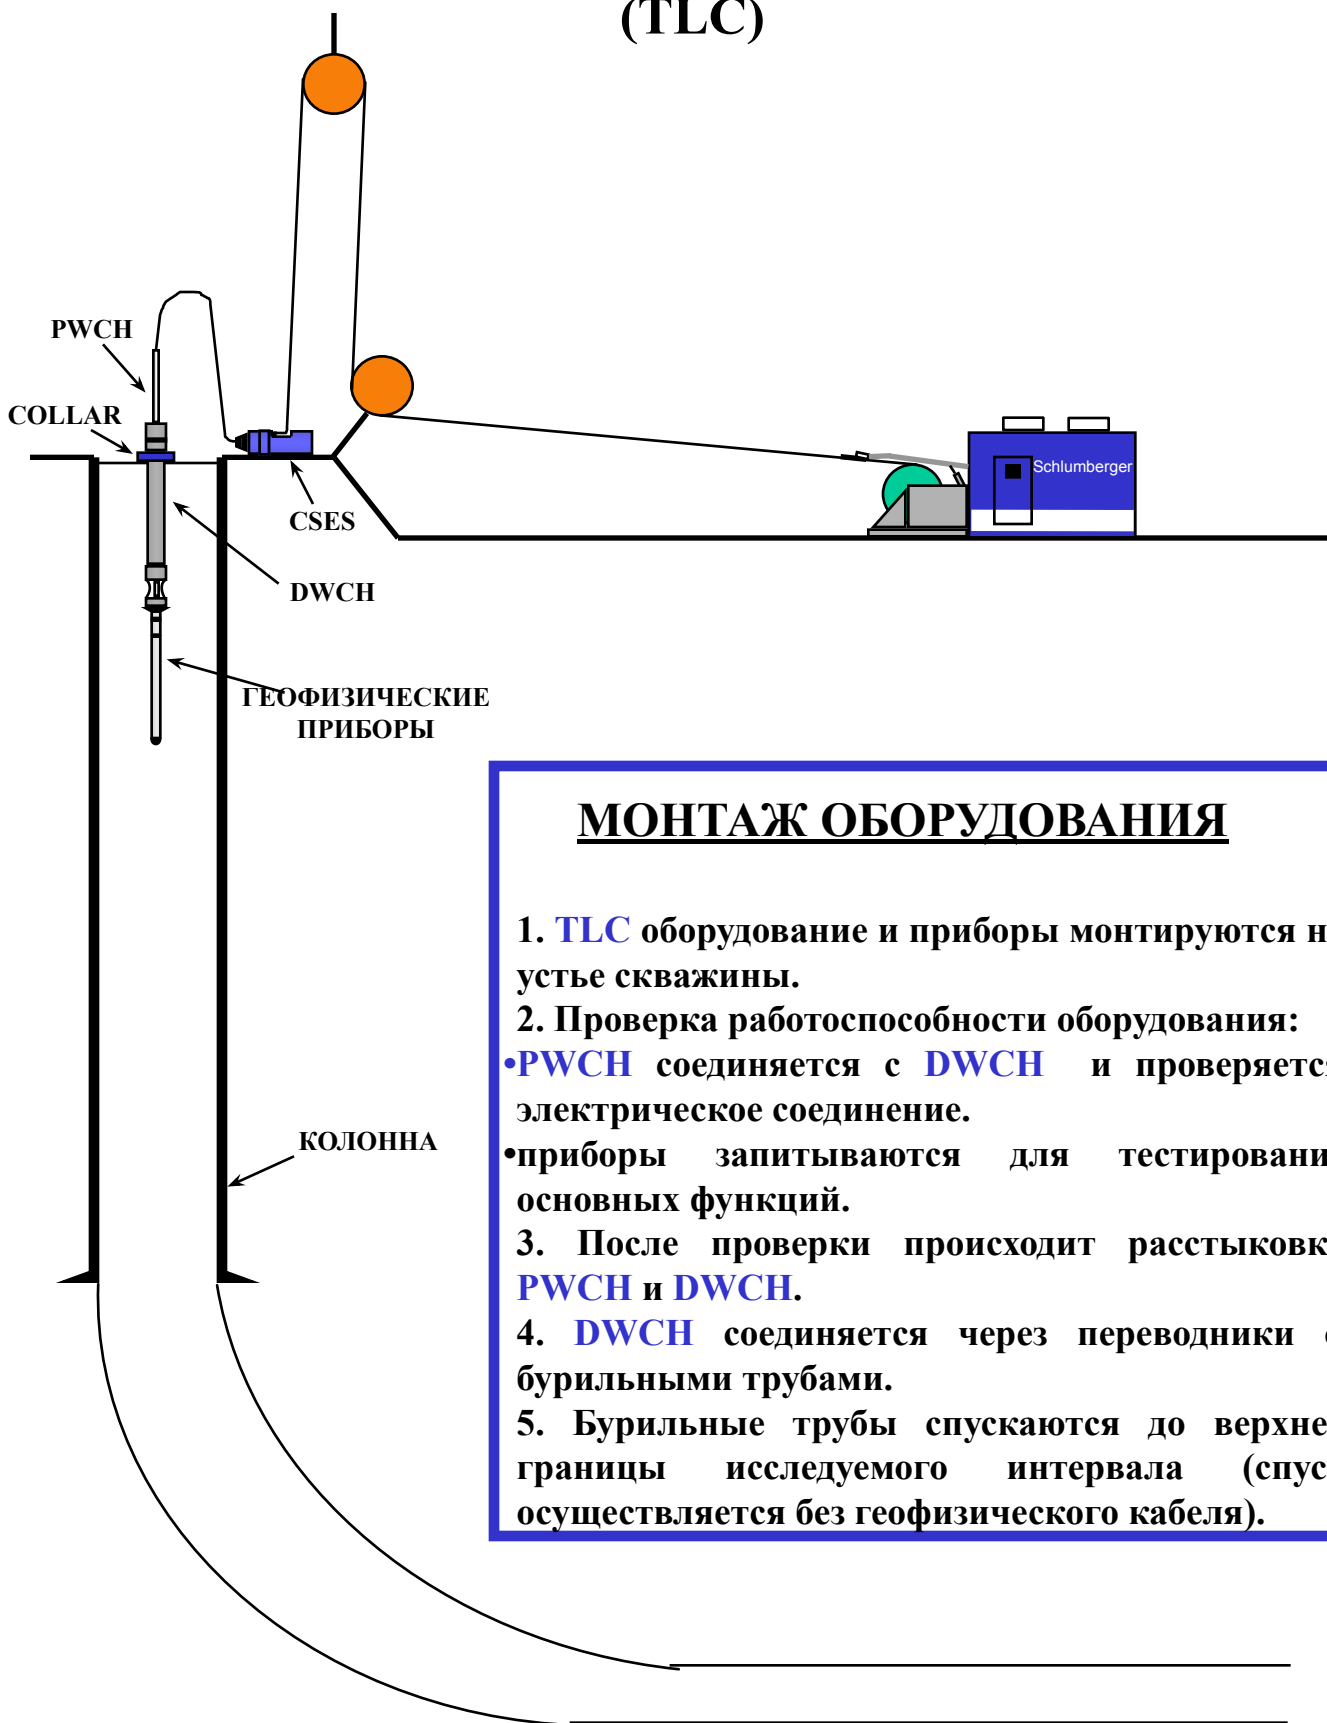 (TLC)
PWCH
COLLAR
Schlumberger
CSES
DWCH
ГЕОФИЗИЧЕСКИЕ
ПРИБОРЫ
КОЛОННА
МОНТАЖ ОБОРУДОВАНИЯ
1. TLC оборудование и приборы монтируются н
устье скважины.
2. Проверка работоспособности оборудования:
•PWCH соединяется с DWCH и проверяется
электрическое соединение.
•приборы запитываются для тестировани
основных функций.
3. После проверки происходит расстыковк
PWCH и DWCH.
4. DWCH соединяется через переводники с
бурильными трубами.
5. Бурильные трубы спускаются до верхне
границы исследуемого интервала (спус
осуществляется без геофизического кабеля).